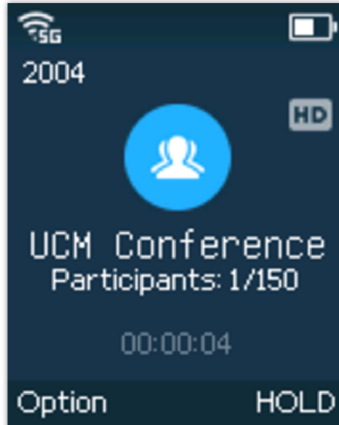 5G
2004
HD
UCM Conference
Participants: 1/150
00:00:04
Option HOLD